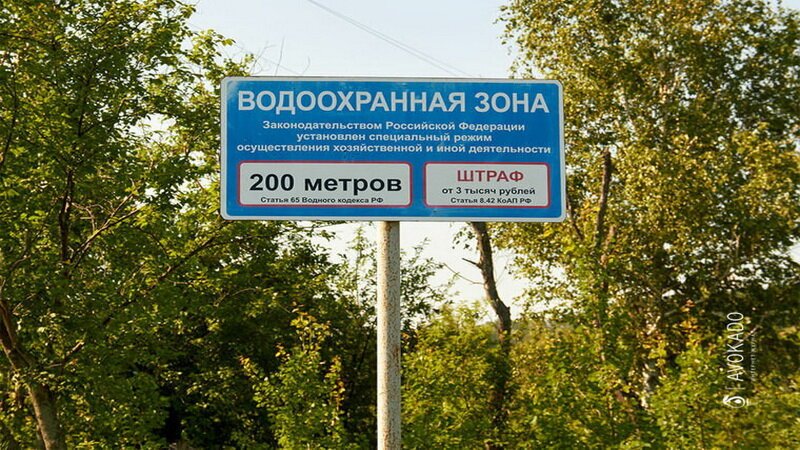 ВОДООХРАННАЯ ЗОНА
Законодательством Российской Федерации
установлен специальный режим
осуществления хозяйственной и иной деятельности
200 метров
Статья 65 Водного кодекса РФ
ШТРАФ
от 3 тысяч рублей
Статья 8.42 КоАП РФ
AVOKADO